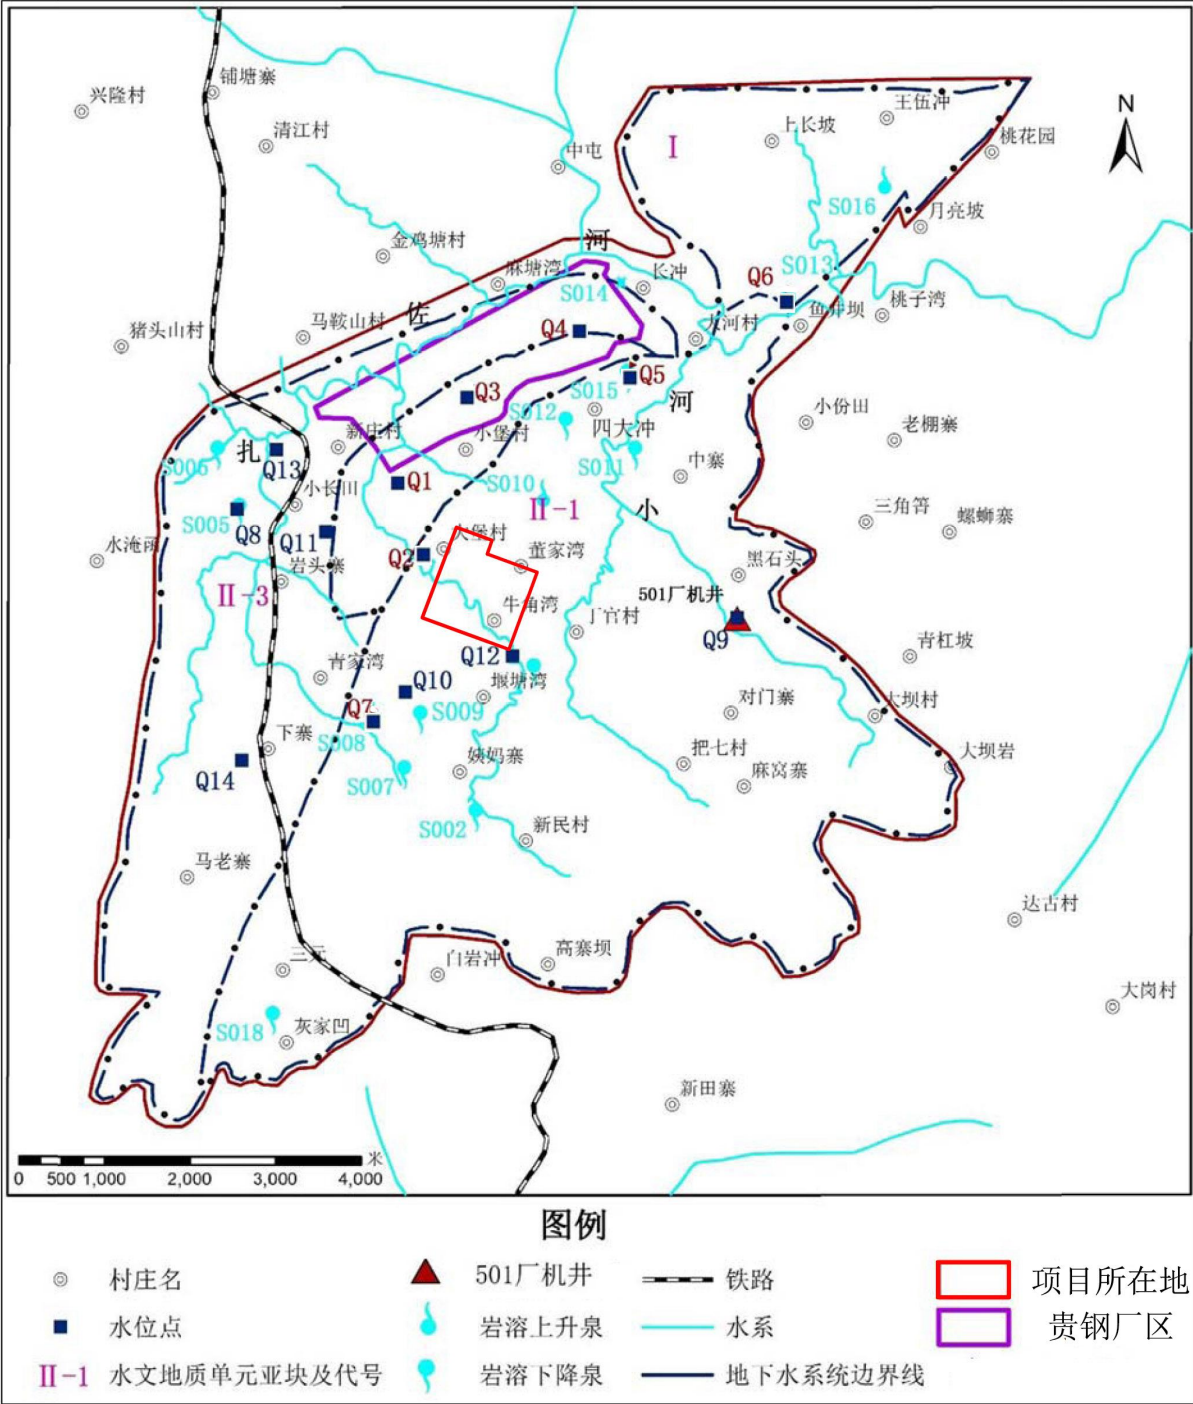 铺塘寨
兴隆村
王伍冲
N
清江村
上长坡
桃花园
I
中屯
S016
月亮坡
金鸡塘村
河
麻塘湾
长冲
S013
Q6
S014
桃子湾
佐
猪头山村
马鞍山村
Q4
大河村
鱼井坝
Q5
S015
Q3
河
S012
四大冲
小份田
老棚寨
新庄村
小堡村
扎
S006
Q13
S011
中寨
Q1
S010
小长田
II-1
小
三角箐
螺蛳寨
S005
Q8
Q11
大堡村
水淹凼
Q2
董家湾
岩头寨
黑石头
II-3
501厂机井
牛角湾
丁官村
Q9
青杠坡
Q12
青家湾
Q10
堰塘湾
对门寨
大坝村
Q7
S009
下寨
S008
把七村
大坝岩
姨妈寨
麻窝寨
Q14
S007
S002
新民村
马老寨
达古村
三元
白岩冲
高寨坝
大岗村
S018
灰家凹
新田寨
米
0 500 1,000 2,000 3,000 4,000
图例
村庄名
501厂机井
铁路
项目所在地
水位点
岩溶上升泉
水系
贵钢厂区
II-1 水文地质单元亚块及代号
岩溶下降泉
地下水系统边界线